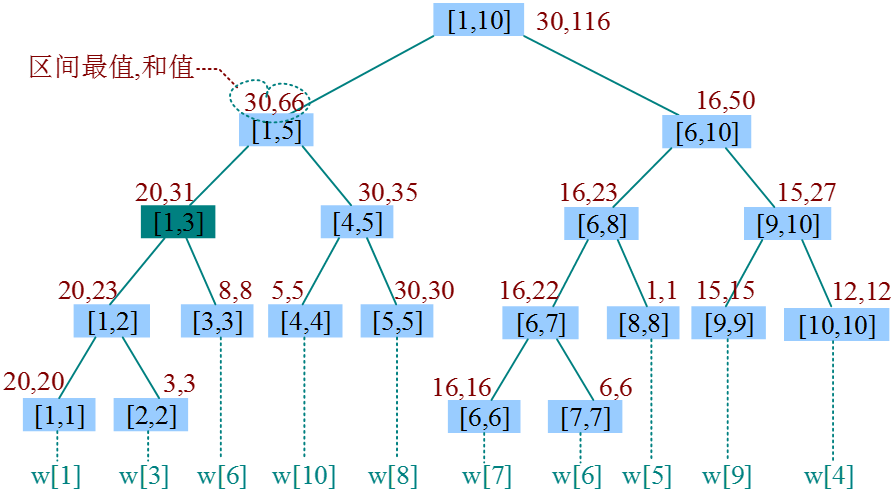 [1,10] 30,116
区间最值,和值
30,66 16,50
[1,5] [6,10]
20,31 30,35 16,23 15,27
[1,3] [4,5] [6,8] [9,10]
20,23 8,8 5,5 30,30 16,22 1,1 15,15 12,12
[1,2] [3,3] [4,4] [5,5] [6,7] [8,8] [9,9] [10,10]
20,20 3,3 16,16 6,6
[1,1] [2,2] [6,6] [7,7]
w[1] w[3] w[6] w[10] w[8] w[7] w[6] w[5] w[9] w[4]